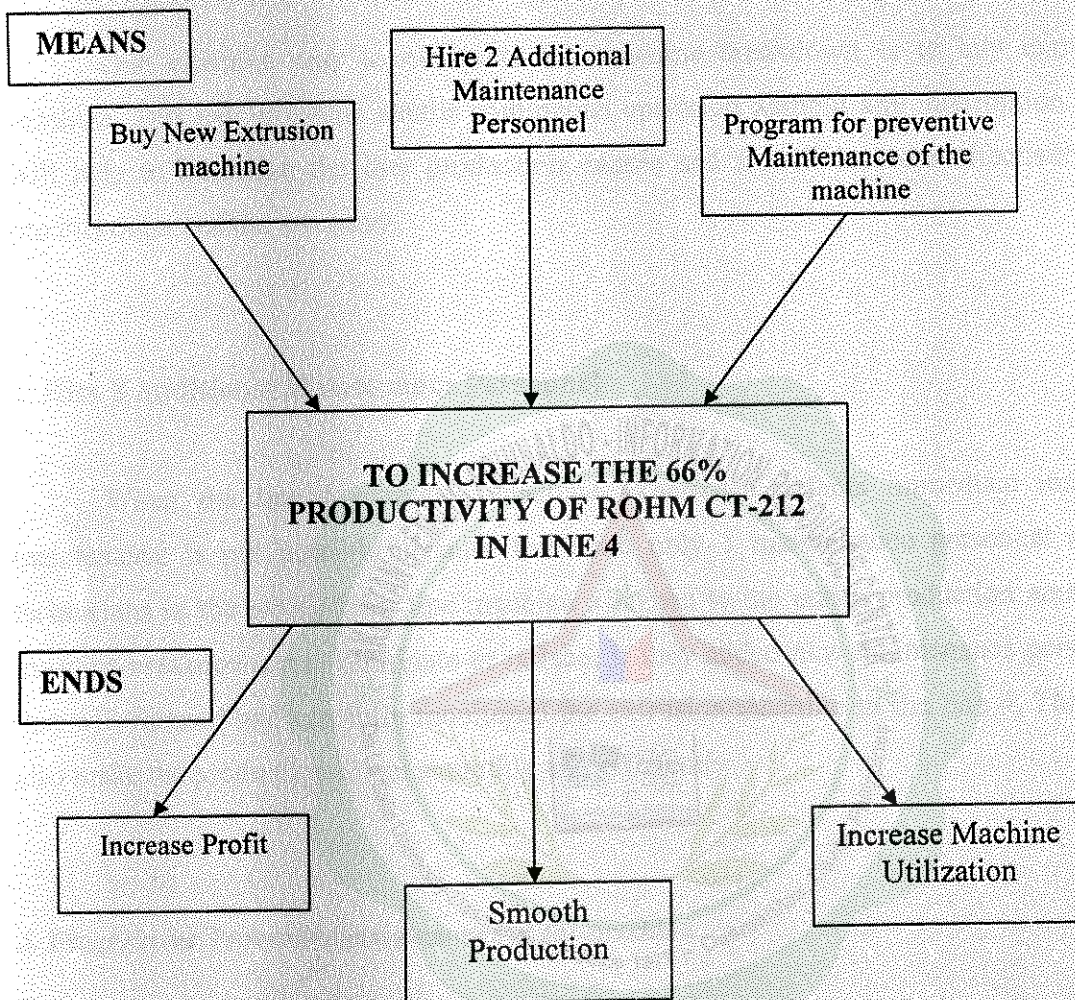 MEANS
Hire 2 Additional
Maintenance
Personnel
Buy New Extrusion
machine
Program for preventive
Maintenance of the
machine
TO INCREASE THE 66%
PRODUCTIVITY OF ROHM CT-212
IN LINE 4
ENDS
Increase Profit
Smooth
Production
Increase Machine
Utilization